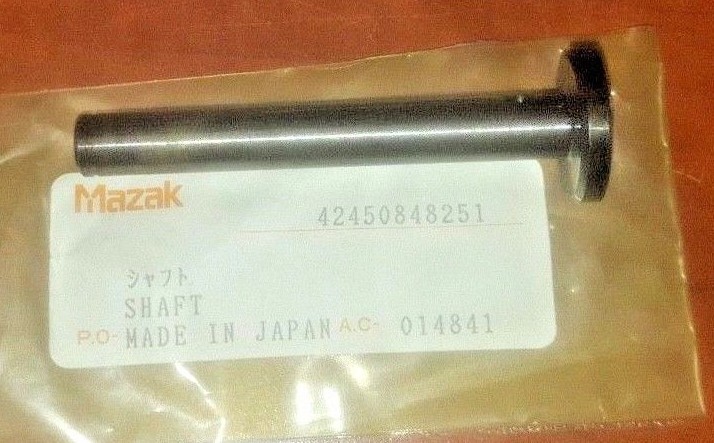 Mazak
42450848251
シャフト
SHAFT
P.O- MADE IN JAPAN A.C- 014841